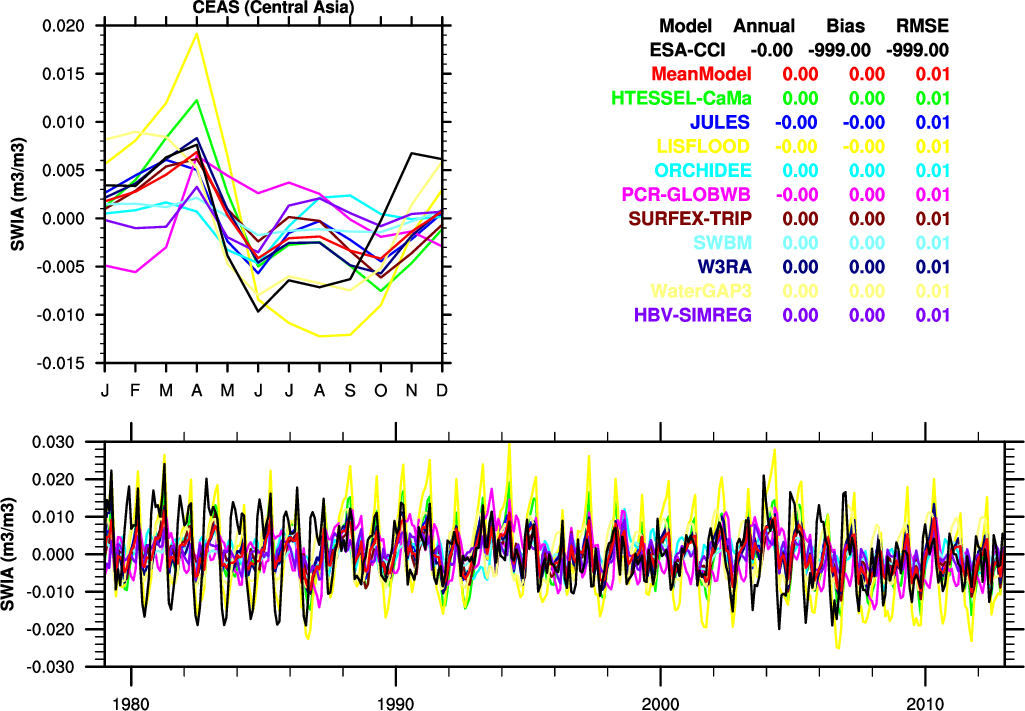 CEAS (Central Asia)
0.020
0.015
0.010
0.005
0.000
-0.005
-0.010
-0.015
SWIA (m3/m3)
J F M A M J J A S O N D
Model Annual Bias RMSE
ESA-CCI -0.00 -999.00 -999.00
MeanModel 0.00 0.00 0.01
HTESSEL-CaMa 0.00 0.00 0.01
JULES -0.00 -0.00 0.01
LISFLOOD -0.00 -0.00 0.01
ORCHIDEE 0.00 0.00 0.01
PCR-GLOBWB -0.00 0.00 0.01
SURFEX-TRIP 0.00 0.00 0.01
SWBM 0.00 0.00 0.01
W3RA 0.00 0.00 0.01
WaterGAP3 0.00 0.00 0.01
HBV-SIMREG 0.00 0.00 0.01
0.030
0.020
0.010
0.000
-0.010
-0.020
-0.030
SWIA (m3/m3)
1980 1990 2000 2010